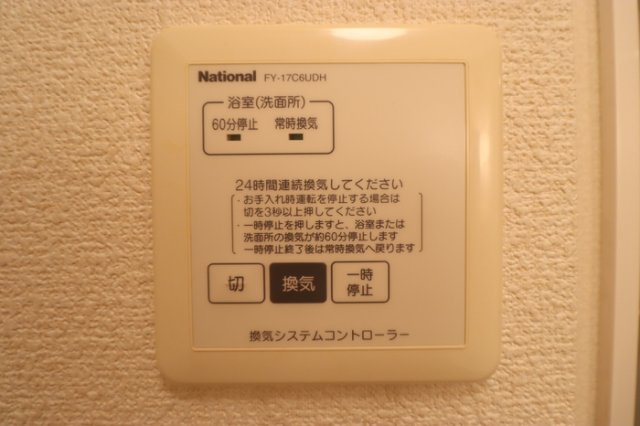 National FY-17C6UDH
浴室(洗面所)
60分停止 常時換気
24時間連続換気してください
・お手入れ時運転を停止する場合は
切を3秒以上押してください
・一時停止を押しますと、浴室または
洗面所の換気が約60分停止します
一時停止終了後は常時換気へ戻ります
切 換気 一時
停止
換気システムコントローラー